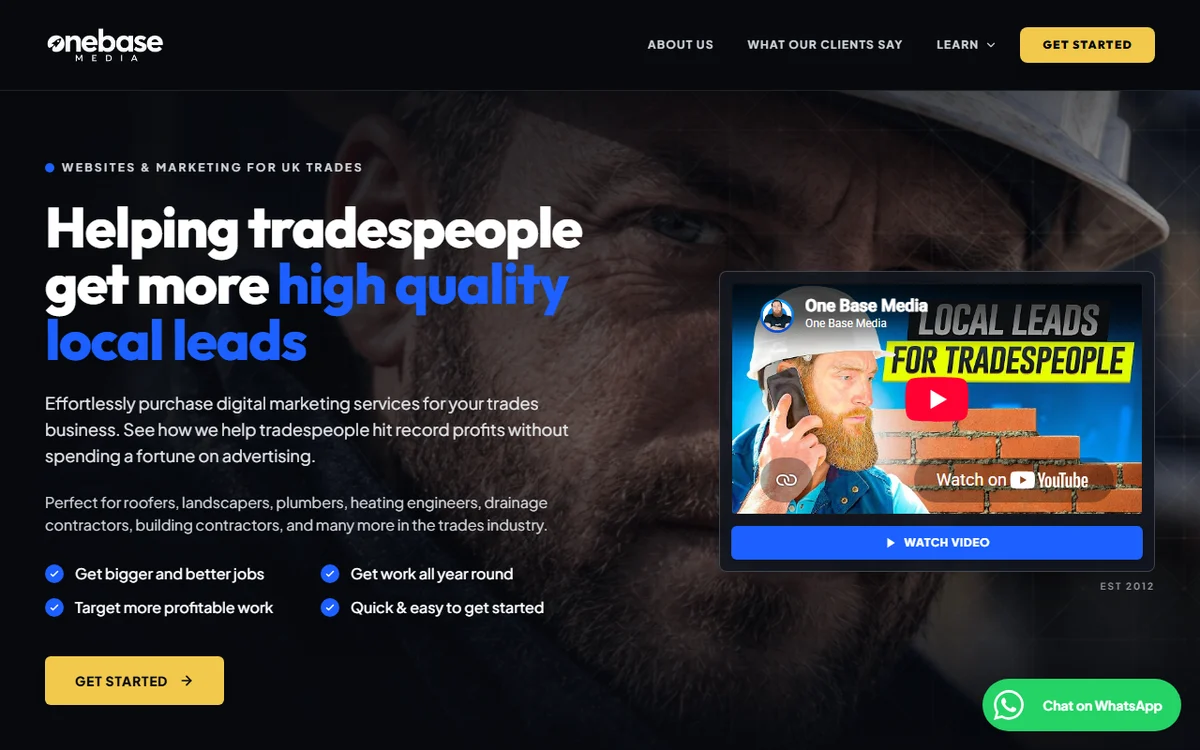 onebase
MEDIA
ABOUT US
WHAT OUR CLIENTS SAY
LEARN
GET STARTED
WEBSITES & MARKETING FOR UK TRADES
Helping tradespeople
get more high quality
local leads
Effortlessly purchase digital marketing services for your trades
business. See how we help tradespeople hit record profits without
spending a fortune on advertising.
Perfect for roofers, landscapers, plumbers, heating engineers, drainage
contractors, building contractors, and many more in the trades industry.
Get bigger and better jobs
Get work all year round
Target more profitable work
Quick & easy to get started
GET STARTED
One Base Media
One Base Media
LOCAL LEADS
FOR TRADESPEOPLE
Watch on YouTube
WATCH VIDEO
EST 2012
Chat on WhatsApp